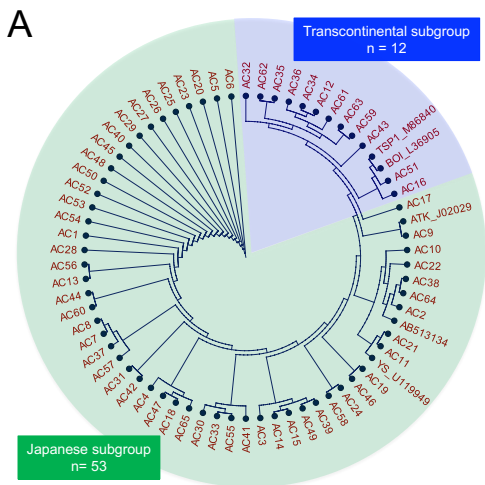 A
Transcontinental subgroup
n = 12
AC32
AC62
AC35
AC36
AC34
AC12
AC61
AC63
AC59
AC43
TSP1_M86840
BOI_L36905
AC51
AC16
AC17
ATK_J02029
AC9
AC10
AC22
AC38
AC64
AC2
AB513134
AC21
AC11
YS_U119949
AC19
AC46
AC24
AC58
AC39
AC49
AC15
AC14
AC3
AC41
AC55
AC33
AC30
AC65
AC18
AC47
AC4
AC42
AC31
AC57
AC37
AC7
AC8
AC60
AC44
AC13
AC56
AC28
AC1
AC54
AC53
AC52
AC50
AC48
AC45
AC40
AC29
AC27
AC26
AC25
AC23
AC20
AC5
AC6
Japanese subgroup
n= 53